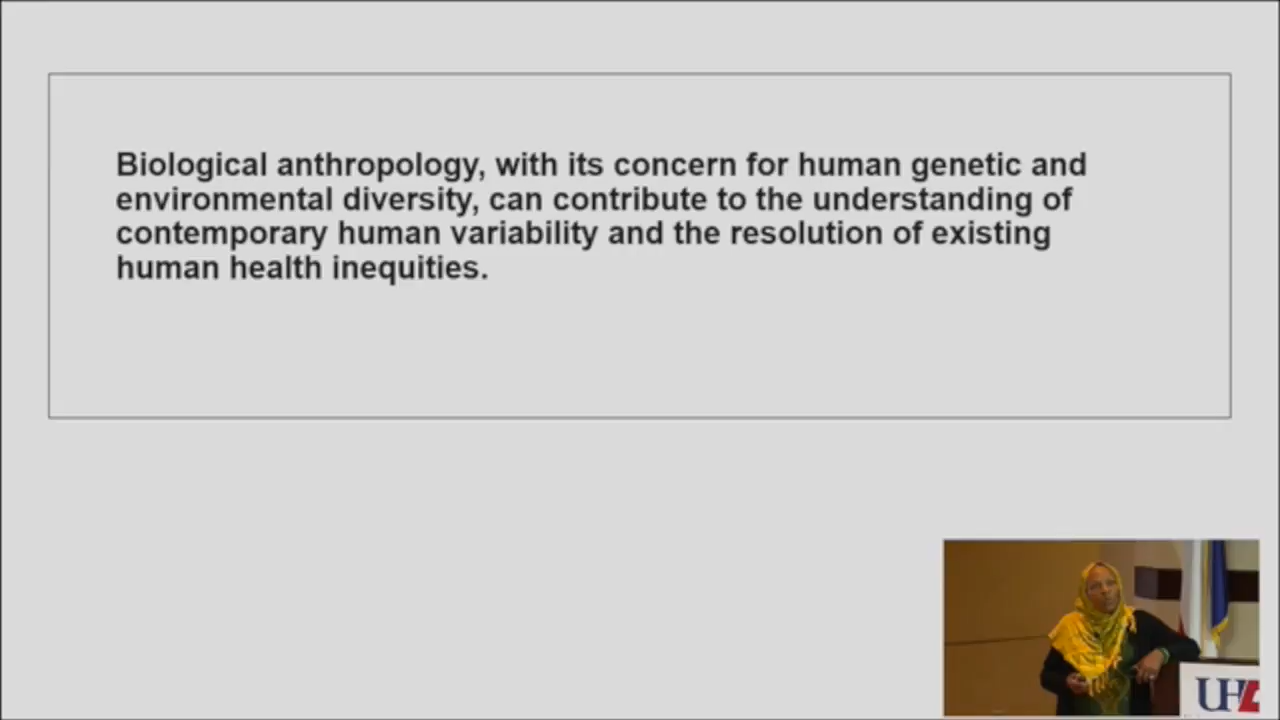 Biological anthropology, with its concern for human genetic and
environmental diversity, can contribute to the understanding of
contemporary human variability and the resolution of existing
human health inequities.
UH